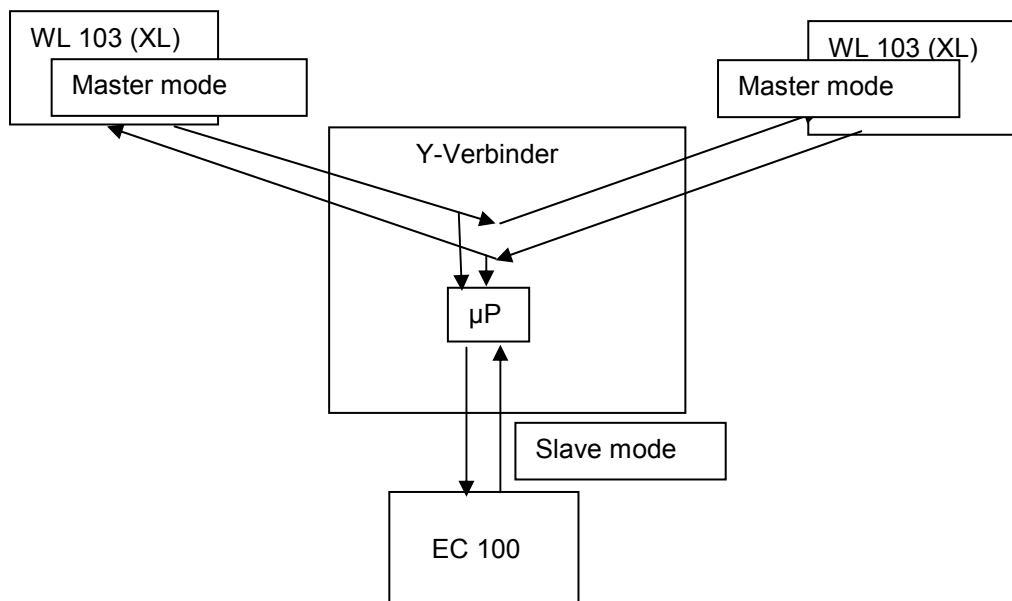 WL 103 (XL)
Master mode
WL 103 (XL)
Master mode
Y-Verbinder
µP
Slave mode
EC 100